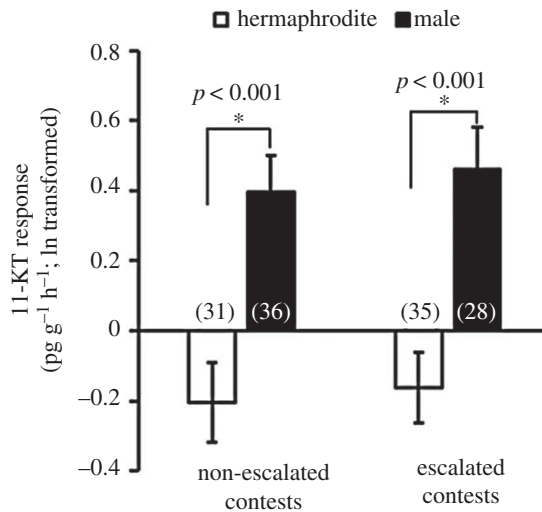 hermaphrodite male
0.8
0.6
0.4
0.2
0
–0.2
–0.4
11-KT response
(pg g⁻¹ h⁻¹; ln transformed)
p < 0.001
*
p < 0.001
*
(31) (36) (35) (28)
non-escalated
contests
escalated
contests